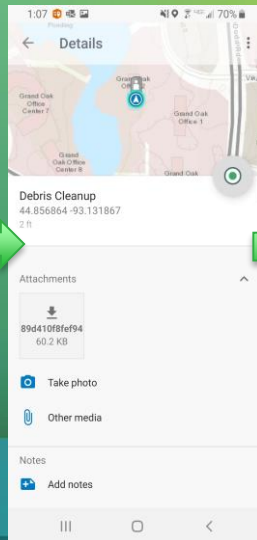 1:07 70%
Details
Grand Oak
Office
Center 7
Grand Oak
Office 1
Grand
Oak Office
Center 8
Grand Oak
Debris Cleanup
44.856864 -93.131867
2 ft
Attachments
89d410f8fef94
60.2 KB
Take photo
Other media
Notes
Add notes